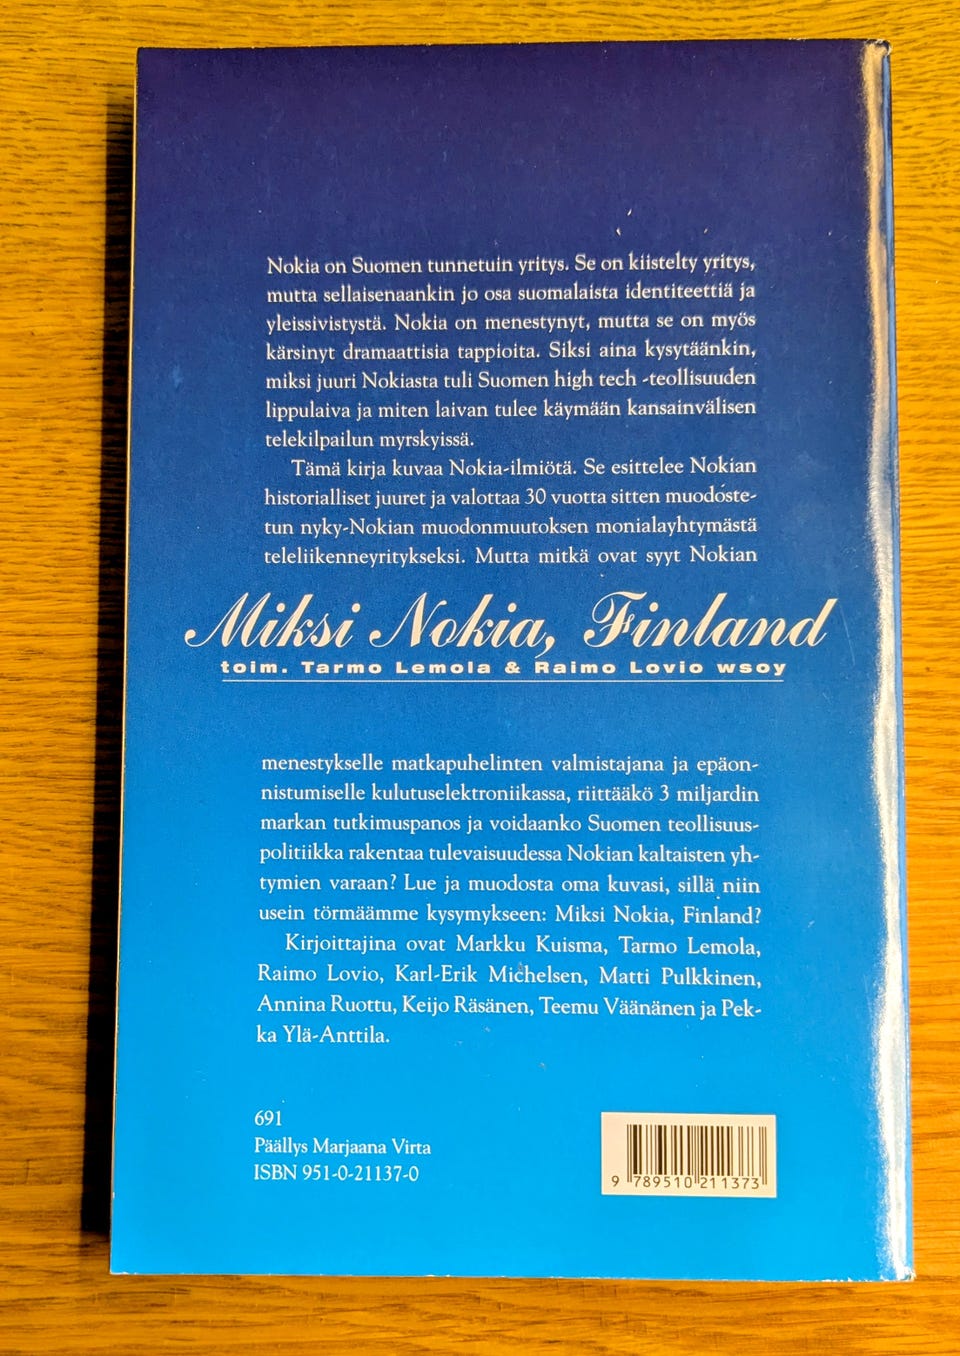 Nokia on Suomen tunnetuin yritys. Se on kiistelty yritys,
mutta sellaisenaankin jo osa suomalaista identiteettiä ja
yleissivistystä. Nokia on menestynyt, mutta se on myös
kärsinyt dramaattisia tappioita. Siksi aina kysytäänkin,
miksi juuri Nokiasta tuli Suomen high tech -teollisuuden
lippulaiva ja miten laivan tulee käymään kansainvälisen
telekilpailun myrskyissä.
Tämä kirja kuvaa Nokia-ilmiötä. Se esittelee Nokian
historialliset juuret ja valottaa 30 vuotta sitten muodoste-
tun nyky-Nokian muodonmuutoksen monialayhtymästä
teleliikenneyritykseksi. Mutta mitkä ovat syyt Nokian
Miksi Nokia, Finland
toim. Tarmo Lemola & Raimo Lovio wsoy
menestykselle matkapuhelinten valmistajana ja epäon-
nistumiselle kulutuselektroniikassa, riittääkö 3 miljardin
markan tutkimuspanos ja voidaanko Suomen teollisuus-
politiikka rakentaa tulevaisuudessa Nokian kaltaisten yh-
tymien varaan? Lue ja muodosta oma kuvasi, sillä niin
usein törmäämme kysymykseen: Miksi Nokia, Finland?
Kirjoittajina ovat Markku Kuisma, Tarmo Lemola,
Raimo Lovio, Karl-Erik Michelsen, Matti Pulkkinen,
Annina Ruottu, Keijo Räsänen, Teemu Väänänen ja Pek-
ka Ylä-Anttila.
691
Päällys Marjaana Virta
ISBN 951-0-21137-0
9 789510 211373